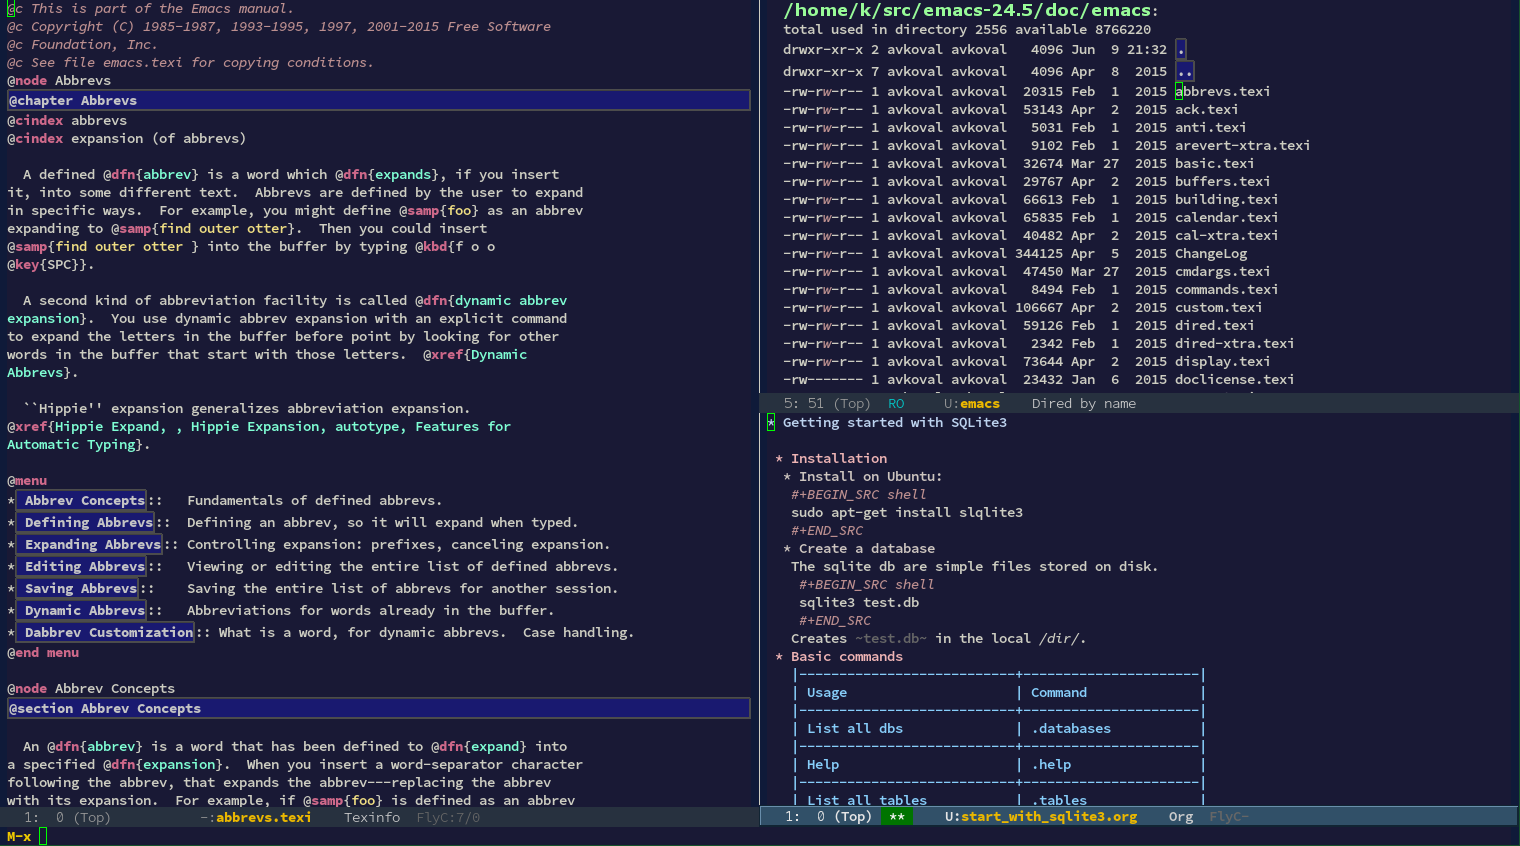 @c This is part of the Emacs manual.
@c Copyright (C) 1985-1987, 1993-1995, 1997, 2001-2015 Free Software
@c Foundation, Inc.
@c See file emacs.texi for copying conditions.
@node Abbrevs
@chapter Abbrevs
@cindex abbrevs
@cindex expansion (of abbrevs)

  A defined @dfn{abbrev} is a word which @dfn{expands}, if you insert
it, into some different text.  Abbrevs are defined by the user to expand
in specific ways.  For example, you might define @samp{foo} as an abbrev
expanding to @samp{find outer otter}.  Then you could insert
@samp{find outer otter } into the buffer by typing @kbd{f o o
@key{SPC}}.

  A second kind of abbreviation facility is called @dfn{dynamic abbrev
expansion}.  You use dynamic abbrev expansion with an explicit command
to expand the letters in the buffer before point by looking for other
words in the buffer that start with those letters.  @xref{Dynamic
Abbrevs}.

  ``Hippie'' expansion generalizes abbreviation expansion.
@xref{Hippie Expand, , Hippie Expansion, autotype, Features for
Automatic Typing}.

@menu
* Abbrev Concepts::   Fundamentals of defined abbrevs.
* Defining Abbrevs::  Defining an abbrev, so it will expand when typed.
* Expanding Abbrevs:: Controlling expansion: prefixes, canceling expansion.
* Editing Abbrevs::   Viewing or editing the entire list of defined abbrevs.
* Saving Abbrevs::    Saving the entire list of abbrevs for another session.
* Dynamic Abbrevs::   Abbreviations for words already in the buffer.
* Dabbrev Customization:: What is a word, for dynamic abbrevs.  Case handling.
@end menu

@node Abbrev Concepts
@section Abbrev Concepts

  An @dfn{abbrev} is a word that has been defined to @dfn{expand} into
a specified @dfn{expansion}.  When you insert a word-separator character
following the abbrev, that expands the abbrev---replacing the abbrev
with its expansion.  For example, if @samp{foo} is defined as an abbrev
1:  0 (Top)  -:abbrevs.texi  Texinfo  FlyC:7/0
M-x
/home/k/src/emacs-24.5/doc/emacs:
total used in directory 2556 available 8766220
drwxr-xr-x 2 avkoval avkoval   4096 Jun  9 21:32 .
drwxr-xr-x 7 avkoval avkoval   4096 Apr  8  2015 ..
-rw-rw-r-- 1 avkoval avkoval  20315 Feb  1  2015 abbrevs.texi
-rw-rw-r-- 1 avkoval avkoval  53143 Apr  2  2015 ack.texi
-rw-rw-r-- 1 avkoval avkoval   5031 Feb  1  2015 anti.texi
-rw-rw-r-- 1 avkoval avkoval   9102 Feb  1  2015 arevert-xtra.texi
-rw-rw-r-- 1 avkoval avkoval  32674 Mar 27  2015 basic.texi
-rw-rw-r-- 1 avkoval avkoval  29767 Apr  2  2015 buffers.texi
-rw-rw-r-- 1 avkoval avkoval  66613 Feb  1  2015 building.texi
-rw-rw-r-- 1 avkoval avkoval  65835 Feb  1  2015 calendar.texi
-rw-rw-r-- 1 avkoval avkoval  40482 Apr  2  2015 cal-xtra.texi
-rw-rw-r-- 1 avkoval avkoval 344125 Apr  5  2015 ChangeLog
-rw-rw-r-- 1 avkoval avkoval  47450 Mar 27  2015 cmdargs.texi
-rw-rw-r-- 1 avkoval avkoval   8494 Feb  1  2015 commands.texi
-rw-rw-r-- 1 avkoval avkoval 106667 Apr  2  2015 custom.texi
-rw-rw-r-- 1 avkoval avkoval  59126 Feb  1  2015 dired.texi
-rw-rw-r-- 1 avkoval avkoval   2342 Feb  1  2015 dired-xtra.texi
-rw-rw-r-- 1 avkoval avkoval  73644 Apr  2  2015 display.texi
-rw------- 1 avkoval avkoval  23432 Jan  6  2015 doclicense.texi
5: 51 (Top)  RO  U:emacs  Dired by name
* Getting started with SQLite3

* Installation
* Install on Ubuntu:
#+BEGIN_SRC shell
sudo apt-get install slqlite3
#+END_SRC
* Create a database
The sqlite db are simple files stored on disk.
#+BEGIN_SRC shell
sqlite3 test.db
#+END_SRC
Creates ~test.db~ in the local /dir/.
* Basic commands
|---------------------------+----------------------|
| Usage                     | Command              |
|---------------------------+----------------------|
| List all dbs              | .databases           |
|---------------------------+----------------------|
| Help                      | .help                |
|---------------------------+----------------------|
| List all tables           | .tables              |
1:  0 (Top)  **  U:start_with_sqlite3.org  Org  FlyC-